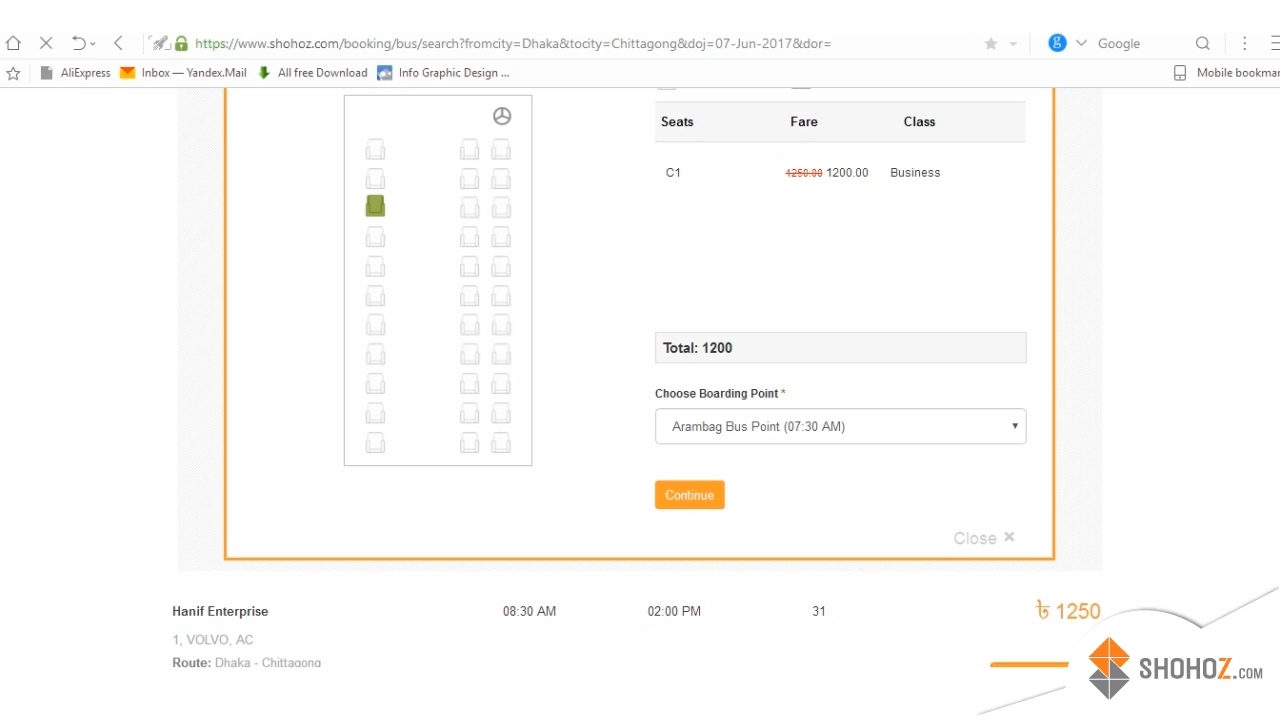 https://www.shohoz.com/booking/bus/search?fromcity=Dhaka&tocity=Chittagong&doj=07-Jun-2017&dor=
g
Google
AliExpress
Inbox — Yandex.Mail
All free Download
Info Graphic Design ...
Mobile bookmar
Seats Fare Class
C1 1250.00 1200.00 Business
Total: 1200
Choose Boarding Point *
Arambag Bus Point (07:30 AM)
Continue
Close ×
Hanif Enterprise 08:30 AM 02:00 PM 31 ৳ 1250
1, VOLVO, AC
Route: Dhaka - Chittagong
SHOHOZ.COM